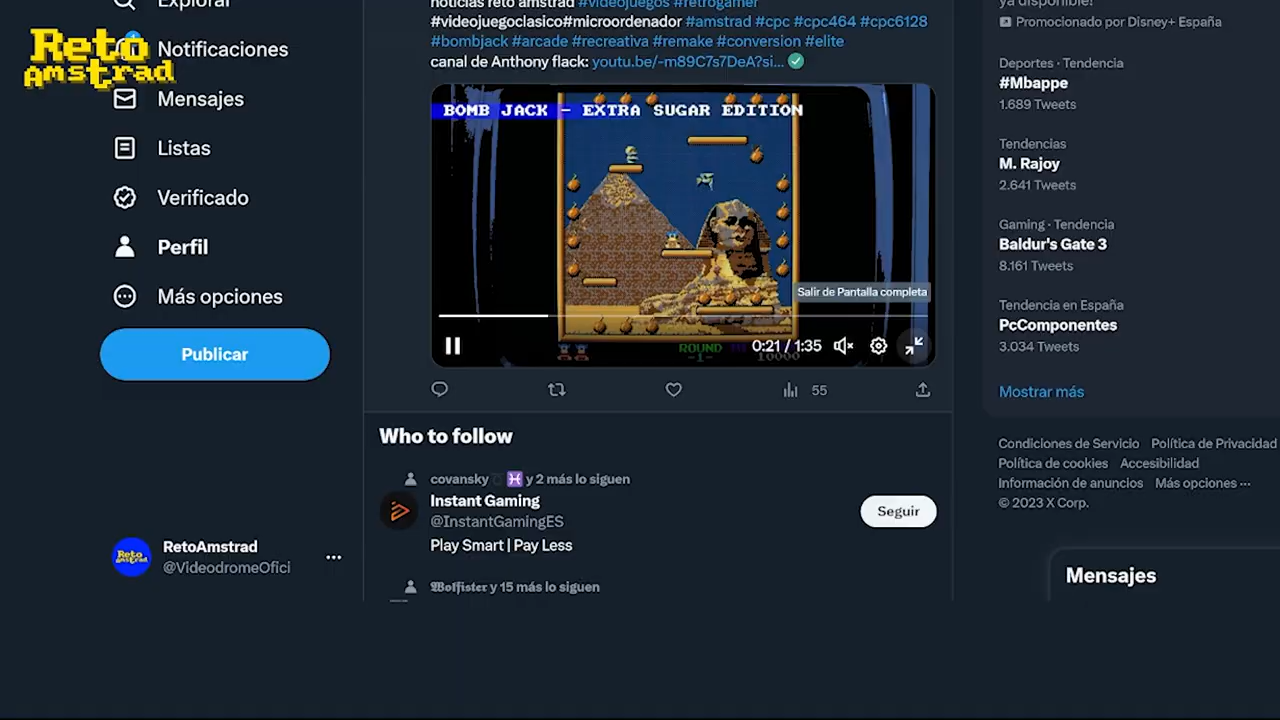 Explorar
Notificaciones
Reto
Amstrad
Mensajes
Listas
Verificado
Perfil
Más opciones
Publicar
RetoAmstrad
@VideodromeOfici
noticias reto amstrad #videojuegos #retrogamer
#videojuegoclasico#microordenador #amstrad #cpc #cpc464 #cpc6128
#bombjack #arcade #recreativa #remake #conversion #elite
canal de Anthony flack: youtu.be/-m89C7s7DeA?si...
BOMB JACK - EXTRA SUGAR EDITION
Salir de Pantalla completa
0:21 / 1:35
ROUND
-1-
10000
55
Who to follow
covansky y 2 más lo siguen
Instant Gaming
@InstantGamingES
Play Smart | Pay Less
Seguir
y 15 más lo siguen
ya disponible!
Promocionado por Disney+ España
Deportes · Tendencia
#Mbappe
1.689 Tweets
Tendencias
M. Rajoy
2.641 Tweets
Gaming · Tendencia
Baldur's Gate 3
8.161 Tweets
Tendencia en España
PcComponentes
3.034 Tweets
Mostrar más
Condiciones de Servicio Política de Privacidad
Política de cookies Accesibilidad
Información de anuncios Más opciones ···
© 2023 X Corp.
Mensajes